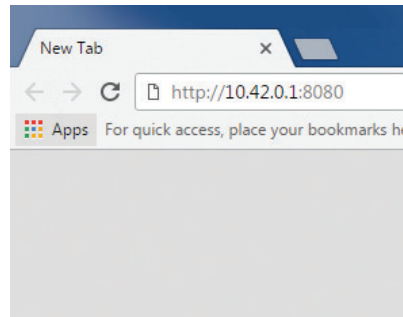 New Tab
http://10.42.0.1:8080
Apps For quick access, place your bookmarks